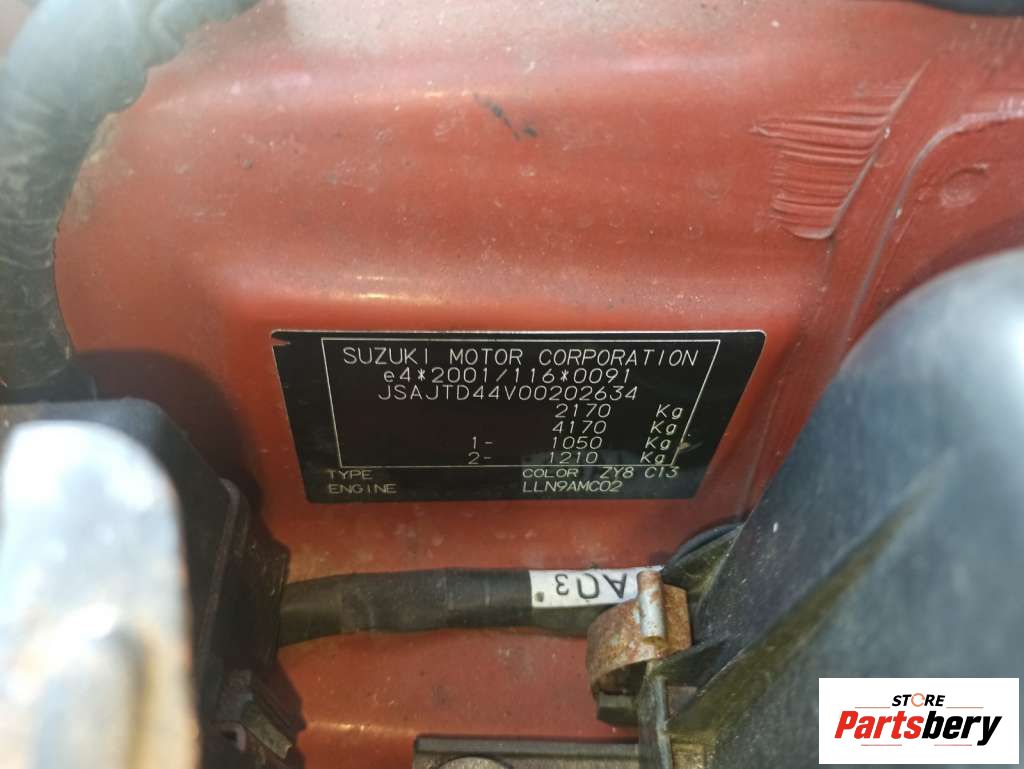 SUZUKI MOTOR CORPORATION
e4*2001/116*0091
JSAJTD44V00202634
2170 Kg
4170 Kg
1- 1050 Kg
2- 1210 Kg
TYPE COLOR ZY8 C13
ENGINE LLN9AMC02
A03
STORE
Partsbery